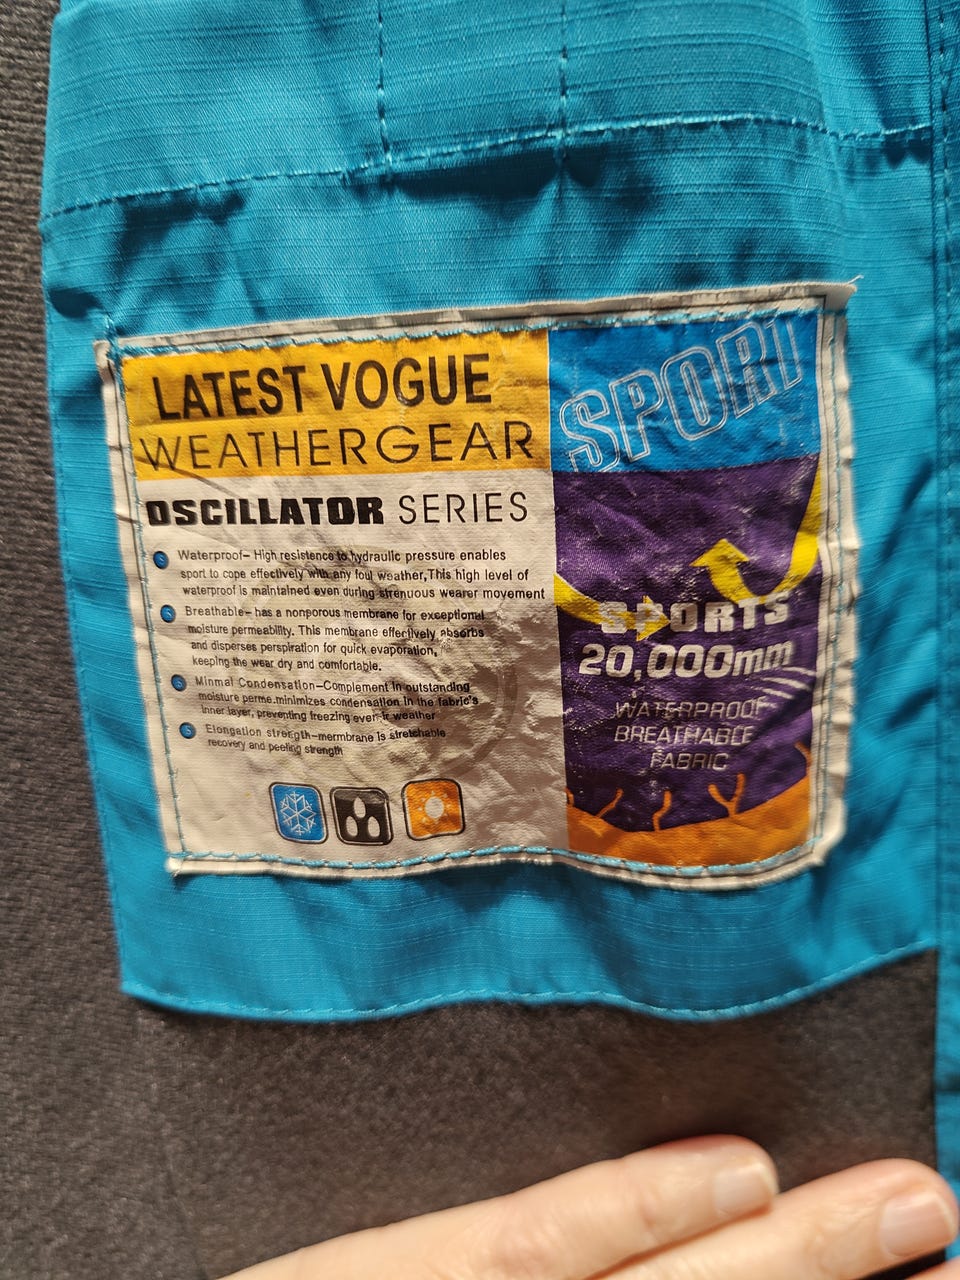 LATEST VOGUE
WEATHERGEAR
OSCILLATOR SERIES
Waterproof- High resistence to hydraulic pressure enables
sport to cope effectively with any foul weather,This high level of
waterproof is maintained even during strenuous wearer movement
Breathable- has a nonporous membrane for exceptional
moisture permeability. This membrane effectively absorbs
and disperses perspiration for quick evaporation,
keeping the wear dry and comfortable.
Minmal Condensation-Complement in outstanding
moisture perme.minimizes condensation in the fabric's
inner layer, preventing freezing ever-fr weather
Elongation strength-mermbrane is stretchable
recovery and peeling strength
SPORT
SPORTS
20,000mm
WATERPROOF
BREATHABLE
FABRIC